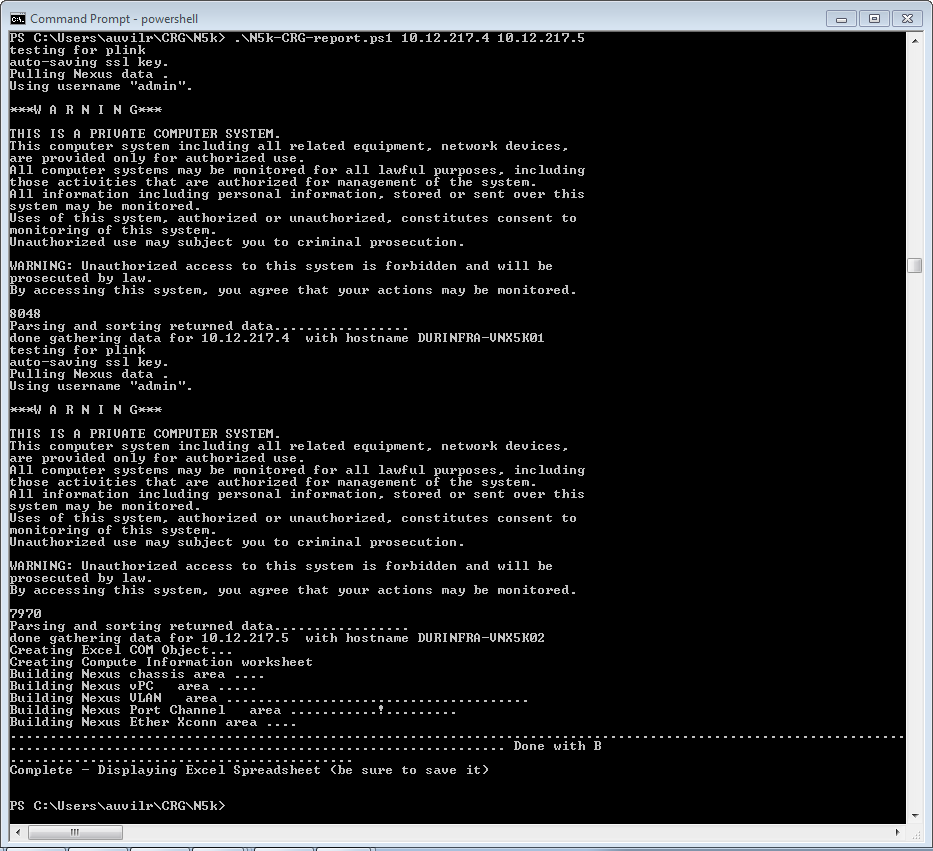 Command Prompt - powershell
PS C:\Users\auvilr\CRG\N5k> .\N5k-CRG-report.ps1 10.12.217.4 10.12.217.5
testing for plink
auto-saving ssl key.
Pulling Nexus data .
Using username "admin".
***W A R N I N G***
THIS IS A PRIVATE COMPUTER SYSTEM.
This computer system including all related equipment, network devices,
are provided only for authorized use.
All computer systems may be monitored for all lawful purposes, including
those activities that are authorized for management of the system.
All information including personal information, stored or sent over this
system may be monitored.
Uses of this system, authorized or unauthorized, constitutes consent to
monitoring of this system.
Unauthorized use may subject you to criminal prosecution.
WARNING: Unauthorized access to this system is forbidden and will be
prosecuted by law.
By accessing this system, you agree that your actions may be monitored.
8048
Parsing and sorting returned data.................
done gathering data for 10.12.217.4  with hostname DURINFRA-VNX5K01
testing for plink
auto-saving ssl key.
Pulling Nexus data .
Using username "admin".
***W A R N I N G***
THIS IS A PRIVATE COMPUTER SYSTEM.
This computer system including all related equipment, network devices,
are provided only for authorized use.
All computer systems may be monitored for all lawful purposes, including
those activities that are authorized for management of the system.
All information including personal information, stored or sent over this
system may be monitored.
Uses of this system, authorized or unauthorized, constitutes consent to
monitoring of this system.
Unauthorized use may subject you to criminal prosecution.
WARNING: Unauthorized access to this system is forbidden and will be
prosecuted by law.
By accessing this system, you agree that your actions may be monitored.
7970
Parsing and sorting returned data.................
done gathering data for 10.12.217.5  with hostname DURINFRA-VNX5K02
Creating Excel COM Object...
Creating Compute Information worksheet
Building Nexus chassis area ....
Building Nexus vPC   area .....
Building Nexus VLAN   area ......................................
Building Nexus Port Channel   area ...........!.........
Building Nexus Ether Xconn area ....
................................................................................................................
.............................................................. Done with B
...........................................
Complete - Displaying Excel Spreadsheet (be sure to save it)
PS C:\Users\auvilr\CRG\N5k>